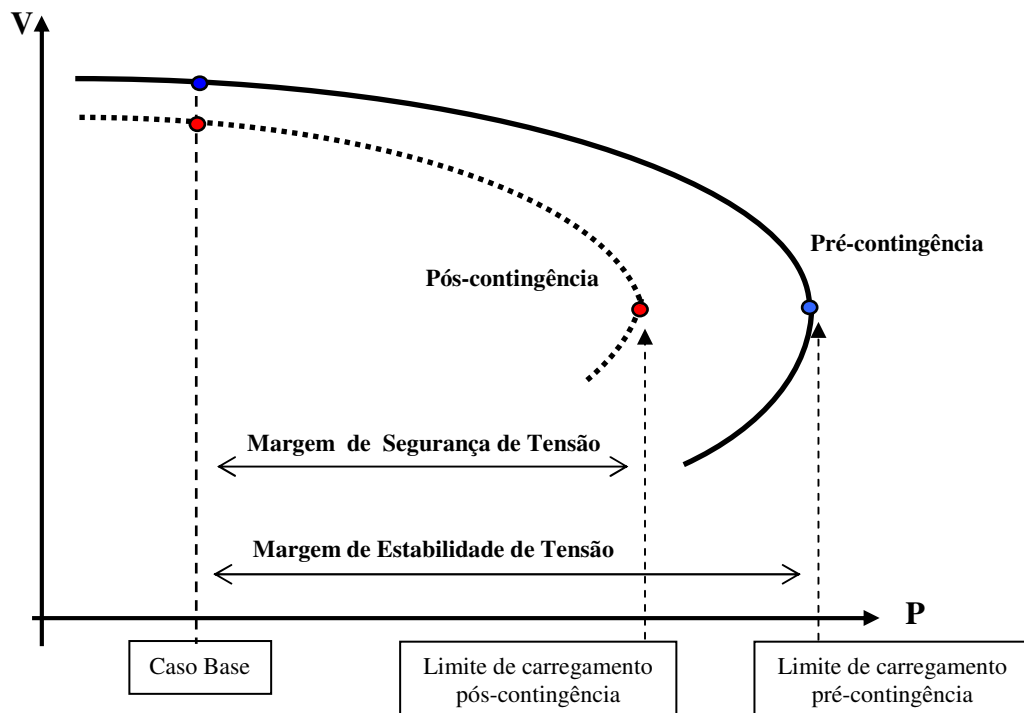 V
Pré-contingência
Pós-contingência
Margem de Segurança de Tensão
Margem de Estabilidade de Tensão
P
Caso Base
Limite de carregamento
pós-contingência
Limite de carregamento
pré-contingência